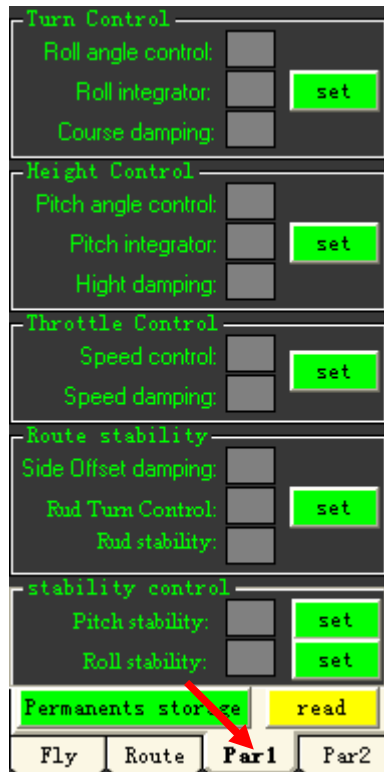 Turn Control
Roll angle control:
Roll integrator:
set
Course damping:
Height Control
Pitch angle control:
Pitch integrator:
set
Hight damping:
Throttle Control
Speed control:
set
Speed damping:
Route stability
Side Offset damping:
Rud Turn Control:
set
Rud stability:
stability control
Pitch stability:
set
Roll stability:
set
Permanents storage
read
Fly Route Par1 Par2